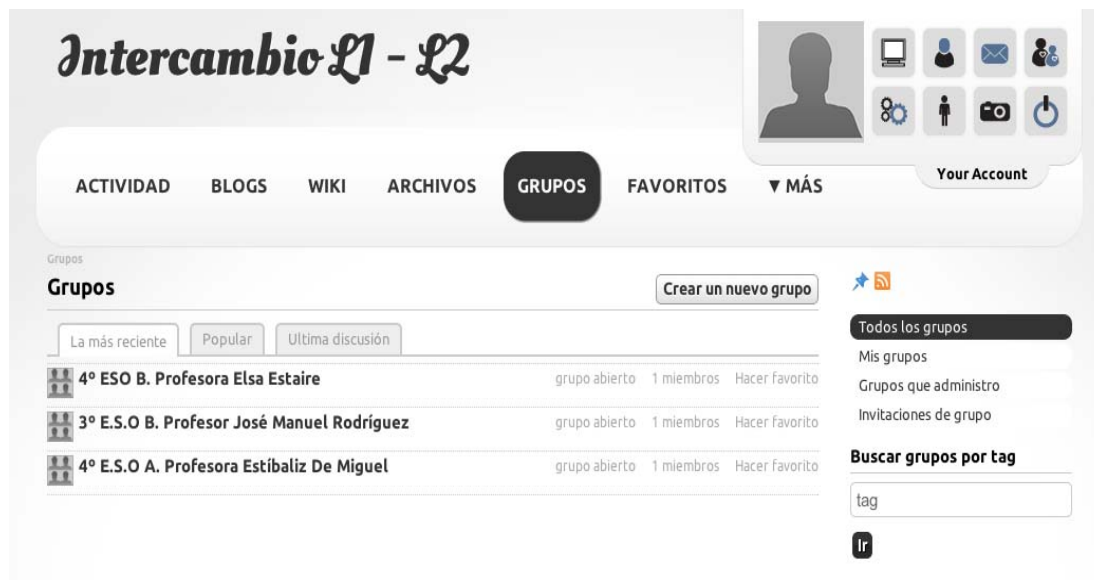 Intercambio L1 - L2
Your Account
ACTIVIDAD BLOGS WIKI ARCHIVOS GRUPOS FAVORITOS ▼ MÁS
Grupos
Grupos
Crear un nuevo grupo
La más reciente Popular Ultima discusión
4º ESO B. Profesora Elsa Estaire grupo abierto 1 miembros Hacer favorito
3º E.S.O B. Profesor José Manuel Rodríguez grupo abierto 1 miembros Hacer favorito
4º E.S.O A. Profesora Estíbaliz De Miguel grupo abierto 1 miembros Hacer favorito
Todos los grupos
Mis grupos
Grupos que administro
Invitaciones de grupo
Buscar grupos por tag
tag
Ir